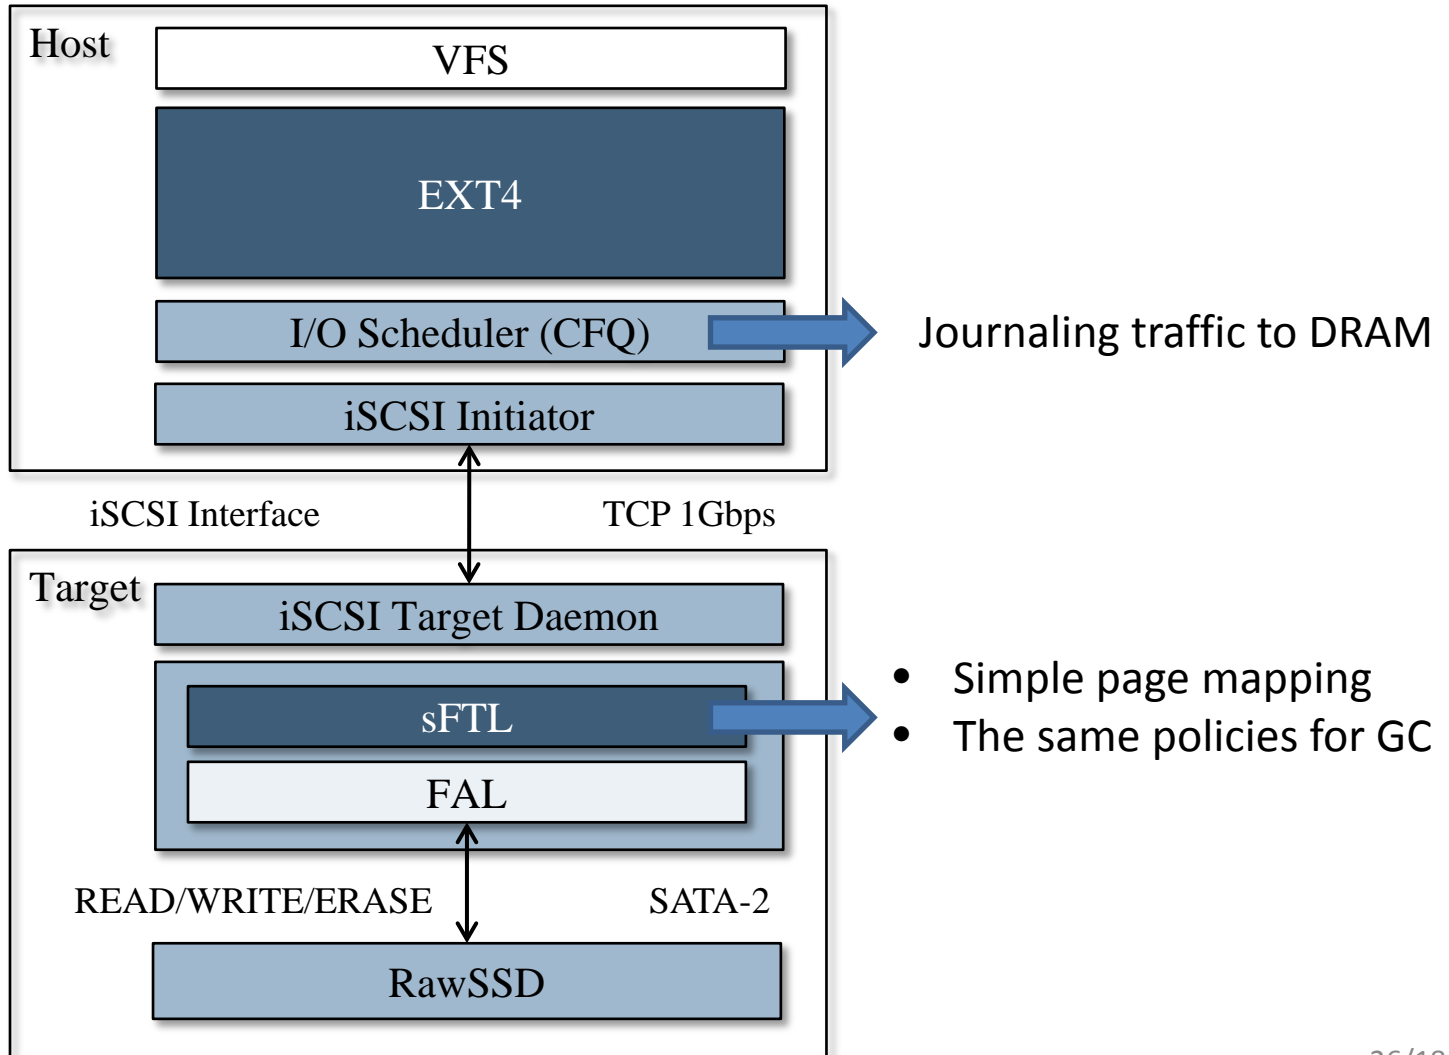 Host
VFS
EXT4
I/O Scheduler (CFQ)
Journaling traffic to DRAM
iSCSI Initiator
iSCSI Interface
TCP 1Gbps
Target
iSCSI Target Daemon
sFTL
• Simple page mapping
• The same policies for GC
FAL
READ/WRITE/ERASE
SATA-2
RawSSD